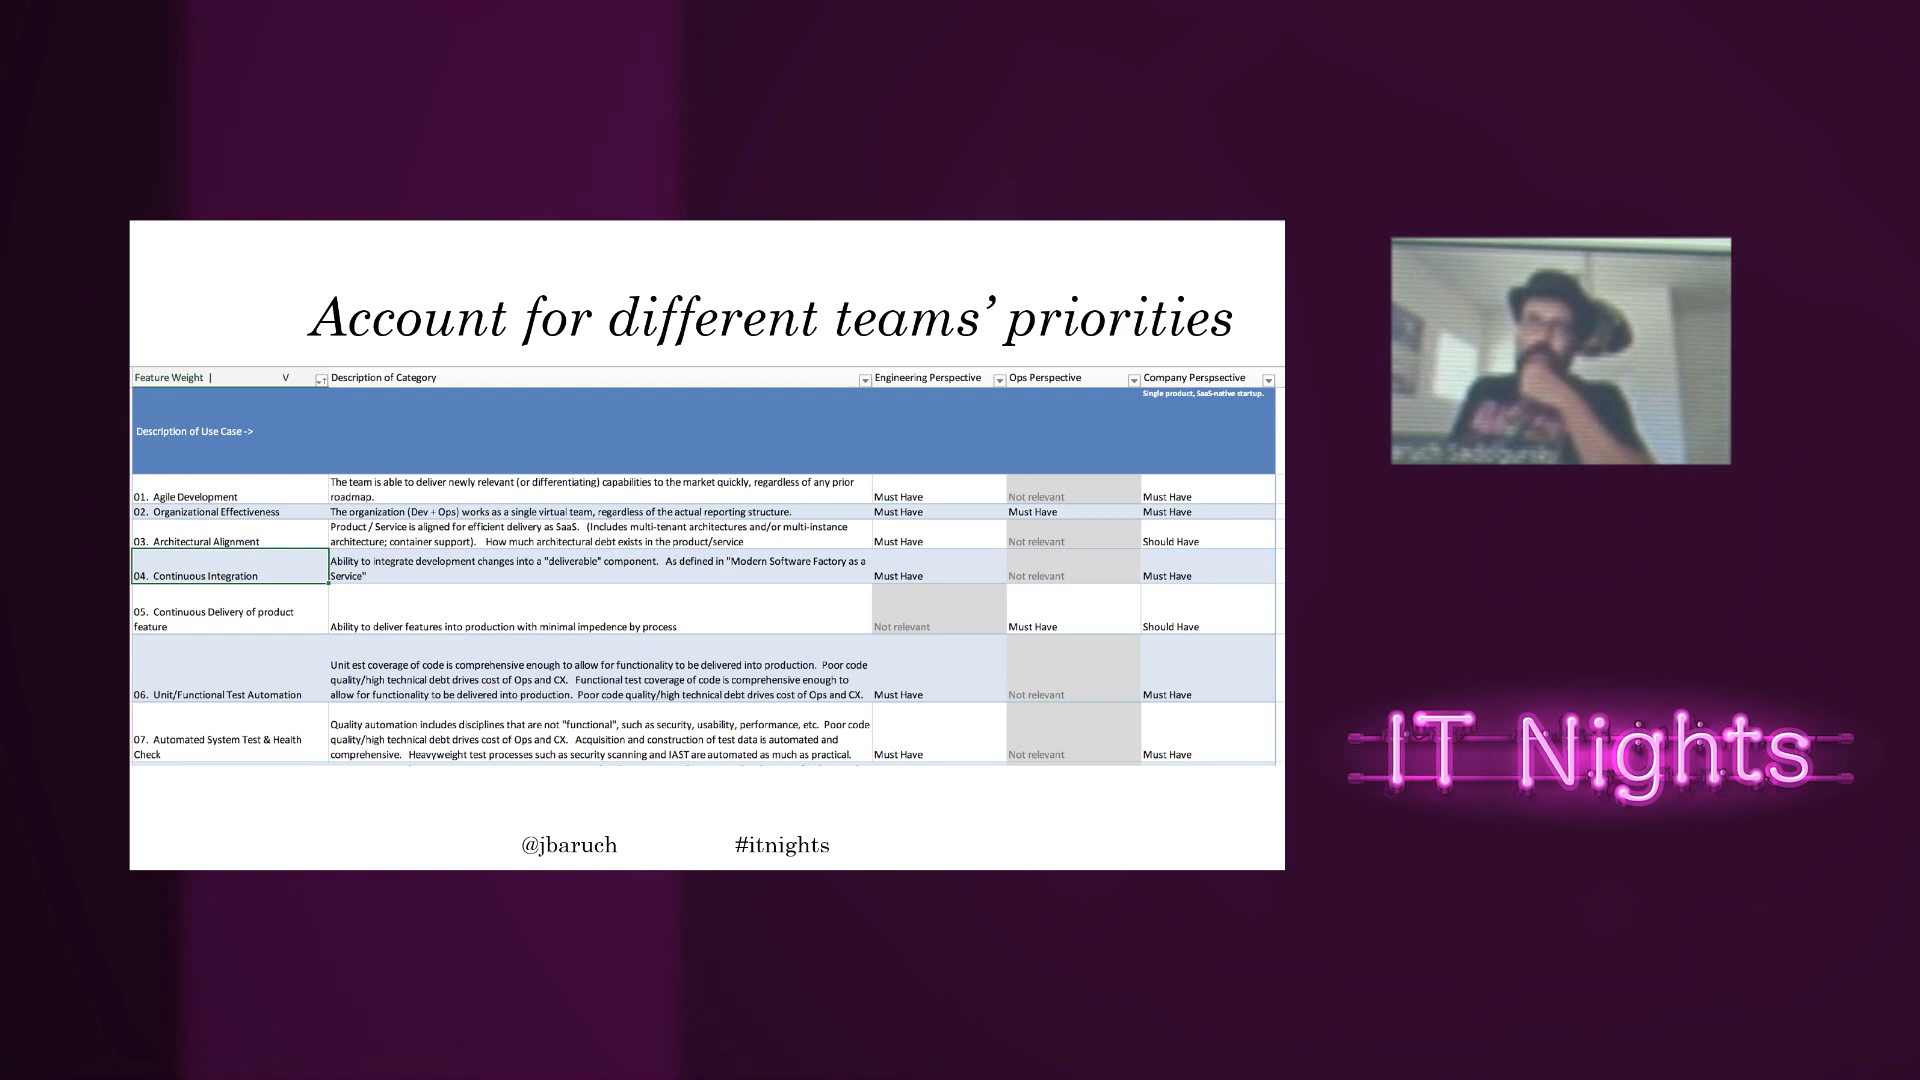 Account for different teams’ priorities
Feature Weight | V Description of Category Engineering Perspective Ops Perspective Company Perpsective
Single product, SaaS-native startup.
Description of Use Case ->
The team is able to deliver newly relevant (or differentiating) capabilities to the market quickly, regardless of any prior
01. Agile Development roadmap. Must Have Not relevant Must Have
02. Organizational Effectiveness The organization (Dev + Ops) works as a single virtual team, regardless of the actual reporting structure. Must Have Must Have Must Have
Product / Service is aligned for efficient delivery as SaaS. (Includes multi-tenant architectures and/or multi-instance
03. Architectural Alignment architecture; container support). How much architectural debt exists in the product/service Must Have Not relevant Should Have
Ability to integrate development changes into a "deliverable" component. As defined in "Modern Software Factory as a
04. Continuous Integration Service" Must Have Not relevant Must Have
05. Continuous Delivery of product
feature Ability to deliver features into production with minimal impedence by process Not relevant Must Have Should Have
Unit est coverage of code is comprehensive enough to allow for functionality to be delivered into production. Poor code
quality/high technical debt drives cost of Ops and CX. Functional test coverage of code is comprehensive enough to
06. Unit/Functional Test Automation allow for functionality to be delivered into production. Poor code quality/high technical debt drives cost of Ops and CX. Must Have Not relevant Must Have
Quality automation includes disciplines that are not "functional", such as security, usability, performance, etc. Poor code
07. Automated System Test & Health quality/high technical debt drives cost of Ops and CX. Acquisition and construction of test data is automated and
Check comprehensive. Heavyweight test processes such as security scanning and IAST are automated as much as practical. Must Have Not relevant Must Have
@jbaruch #itnights
aruch Sadogursky
IT Nights